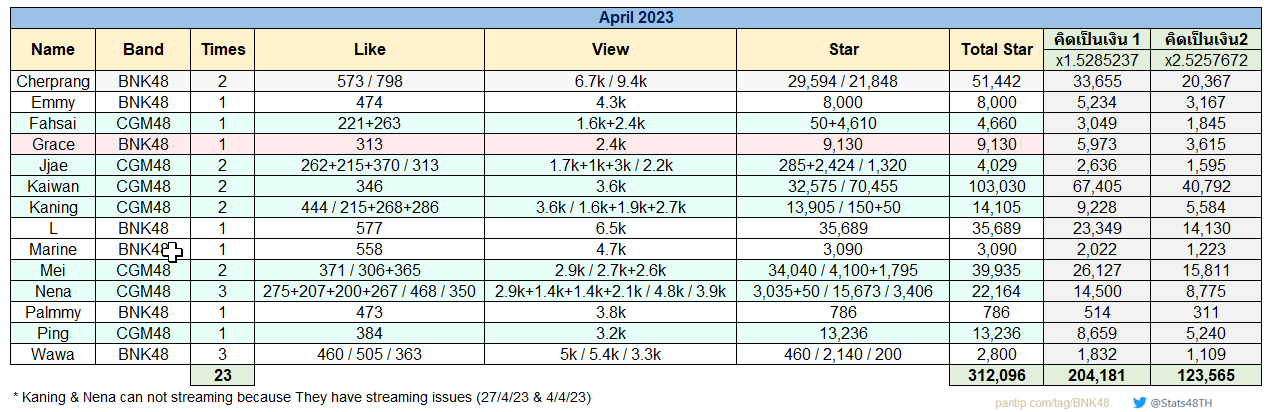 April 2023
Name Band Times Like View Star Total Star คิดเป็นเงิน 1 คิดเป็นเงิน2
x1.5285237 x2.5257672
Cherprang BNK48 2 573 / 798 6.7k / 9.4k 29,594 / 21,848 51,442 33,655 20,367
Emmy BNK48 1 474 4.3k 8,000 8,000 5,234 3,167
Fahsai CGM48 1 221+263 1.6k+2.4k 50+4,610 4,660 3,049 1,845
Grace BNK48 1 313 2.4k 9,130 9,130 5,973 3,615
Jjae CGM48 2 262+215+370 / 313 1.7k+1k+3k / 2.2k 285+2,424 / 1,320 4,029 2,636 1,595
Kaiwan CGM48 2 346 3.6k 32,575 / 70,455 103,030 67,405 40,792
Kaning CGM48 2 444 / 215+268+286 3.6k / 1.6k+1.9k+2.7k 13,905 / 150+50 14,105 9,228 5,584
L BNK48 1 577 6.5k 35,689 35,689 23,349 14,130
Marine BNK48 1 558 4.7k 3,090 3,090 2,022 1,223
Mei CGM48 2 371 / 306+365 2.9k / 2.7k+2.6k 34,040 / 4,100+1,795 39,935 26,127 15,811
Nena CGM48 3 275+207+200+267 / 468 / 350 2.9k+1.4k+1.4k+2.1k / 4.8k / 3.9k 3,035+50 / 15,673 / 3,406 22,164 14,500 8,775
Palmmy BNK48 1 473 3.8k 786 786 514 311
Ping CGM48 1 384 3.2k 13,236 13,236 8,659 5,240
Wawa BNK48 3 460 / 505 / 363 5k / 5.4k / 3.3k 460 / 2,140 / 200 2,800 1,832 1,109
23 312,096 204,181 123,565
* Kaning & Nena can not streaming because They have streaming issues (27/4/23 & 4/4/23)
pantip.com/tag/BNK48 @Stats48TH